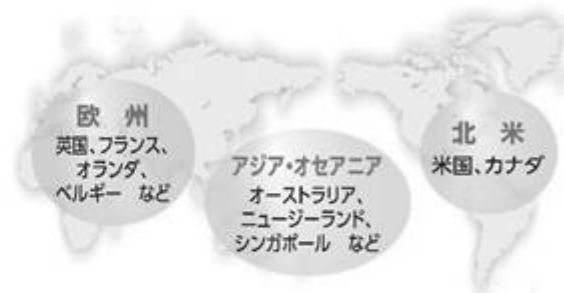 欧 州
英国、フランス、
オランダ、
ベルギー など
アジア・オセアニア
オーストラリア、
ニュージーランド、
シンガポール など
北 米
米国、カナダ